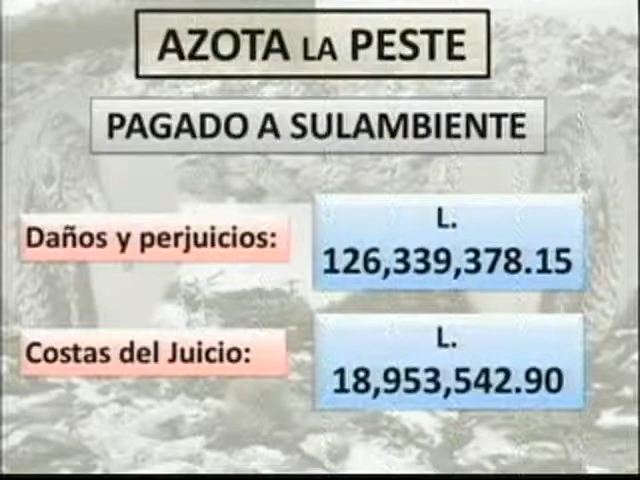 AZOTA LA PESTE
PAGADO A SULAMBIENTE
Daños y perjuicios:
L.
126,339,378.15
Costas del Juicio:
L.
18,953,542.90